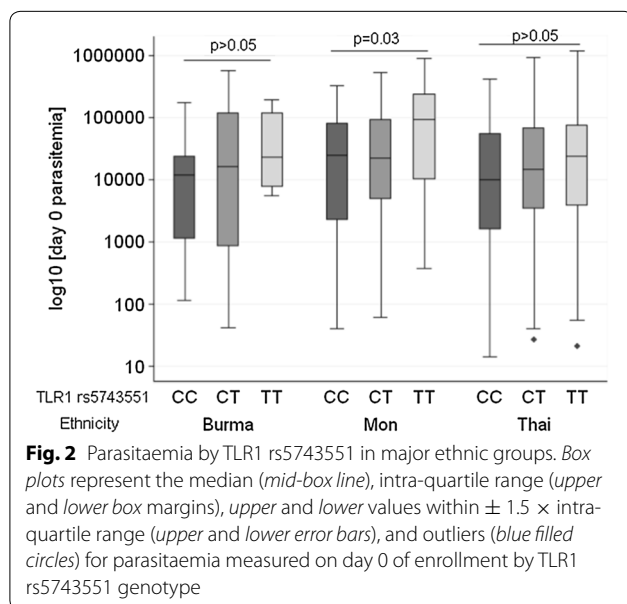 p>0.05 p=0.03 p>0.05
1000000
100000
10000
1000
100
10
log10 [day 0 parasitemia]
TLR1 rs5743551 CC CT TT CC CT TT CC CT TT
Ethnicity Burma Mon Thai
Fig. 2 Parasitaemia by TLR1 rs5743551 in major ethnic groups. Box
plots represent the median (mid-box line), intra-quartile range (upper
and lower box margins), upper and lower values within ± 1.5 × intra-
quartile range (upper and lower error bars), and outliers (blue filled
circles) for parasitaemia measured on day 0 of enrollment by TLR1
rs5743551 genotype